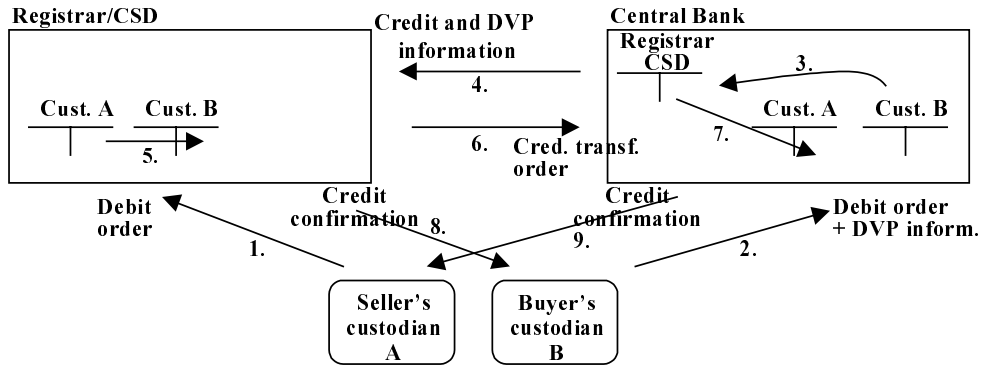 Registrar/CSD
Credit and DVP
information
Central Bank
Registrar
CSD
3.
4.
Cust. A
Cust. B
Cust. A
Cust. B
5.
6.
7.
Cred. transf.
order
Debit
order
Credit
confirmation
8.
Credit
confirmation
9.
Debit order
+ DVP inform.
1.
2.
Seller’s
custodian
A
Buyer’s
custodian
B